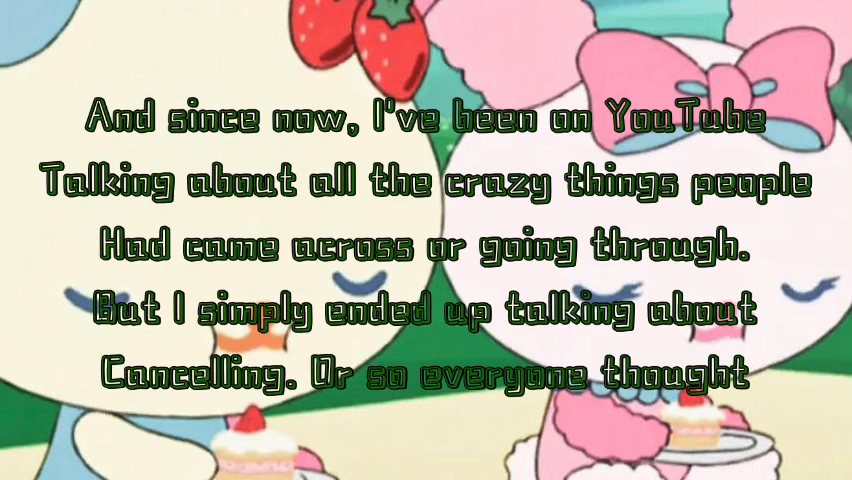 And since now, I've been on YouTube
Talking about all the crazy things people
Had came across or going through.
But I simply ended up talking about
Cancelling. Or so everyone thought